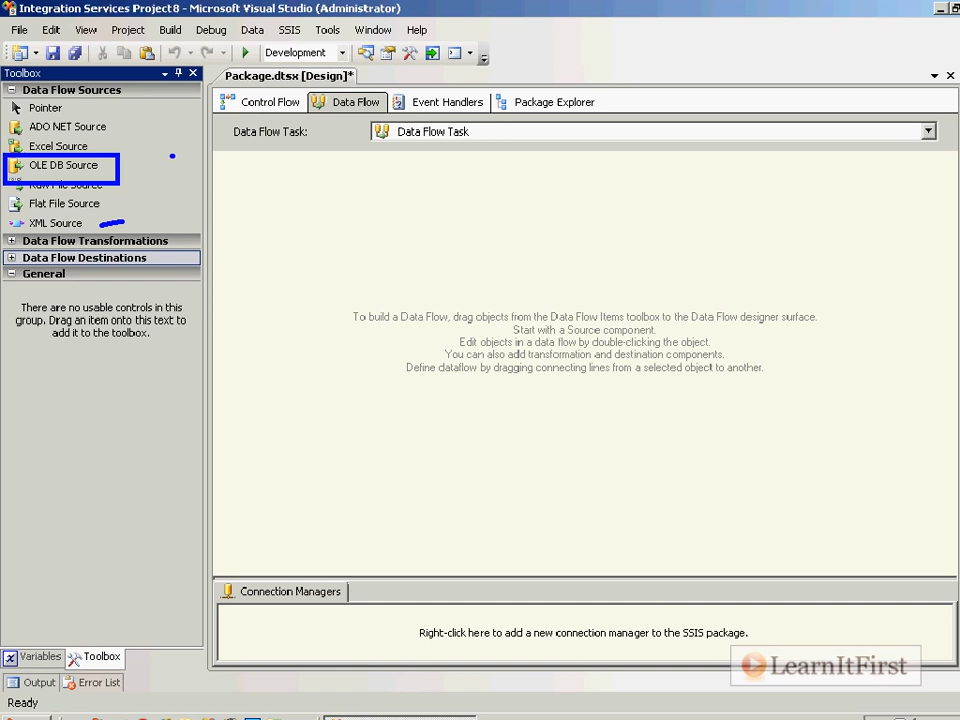 Integration Services Project8 - Microsoft Visual Studio (Administrator)
File Edit View Project Build Debug Data SSIS Tools Window Help
Development
Toolbox
Package.dtsx [Design]*
Data Flow Sources
Pointer
ADO NET Source
Excel Source
OLE DB Source
Raw File Source
Flat File Source
XML Source
Data Flow Transformations
Data Flow Destinations
General
There are no usable controls in this
group. Drag an item onto this text to
add it to the toolbox.
Control Flow Data Flow Event Handlers Package Explorer
Data Flow Task: Data Flow Task
To build a Data Flow, drag objects from the Data Flow Items toolbox to the Data Flow designer surface.
Start with a Source component.
Edit objects in a data flow by double-clicking the object.
You can also add transformation and destination components.
Define dataflow by dragging connecting lines from a selected object to another.
Connection Managers
Right-click here to add a new connection manager to the SSIS package.
Variables Toolbox
Output Error List
LearnItFirst
Ready